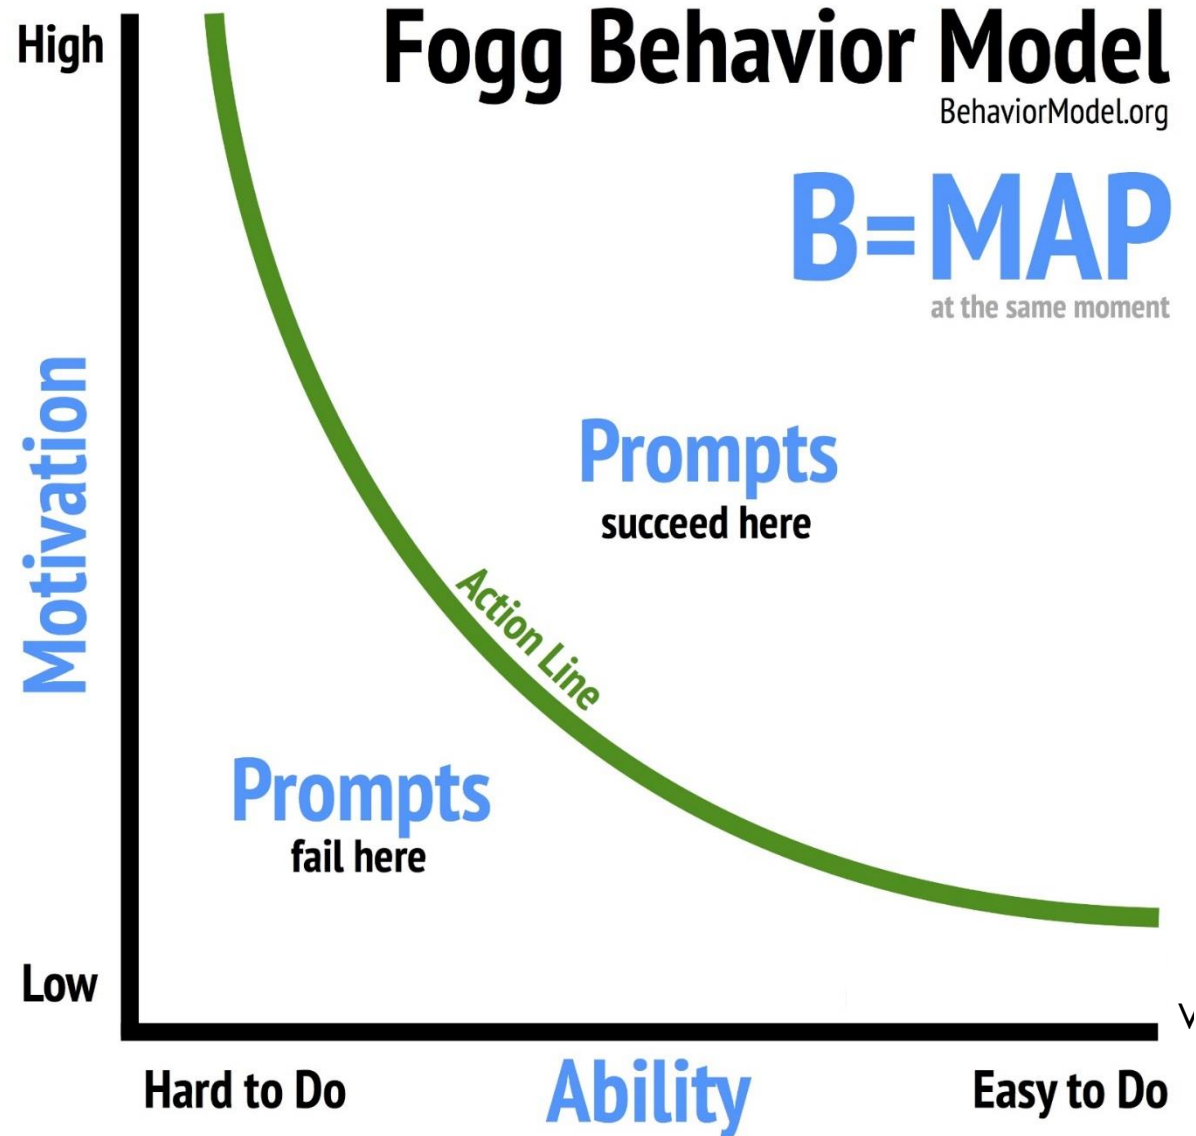 High
Fogg Behavior Model
BehaviorModel.org
B=MAP
at the same moment
Motivation
Prompts
succeed here
Action Line
Prompts
fail here
Low
Hard to Do
Ability
Easy to Do